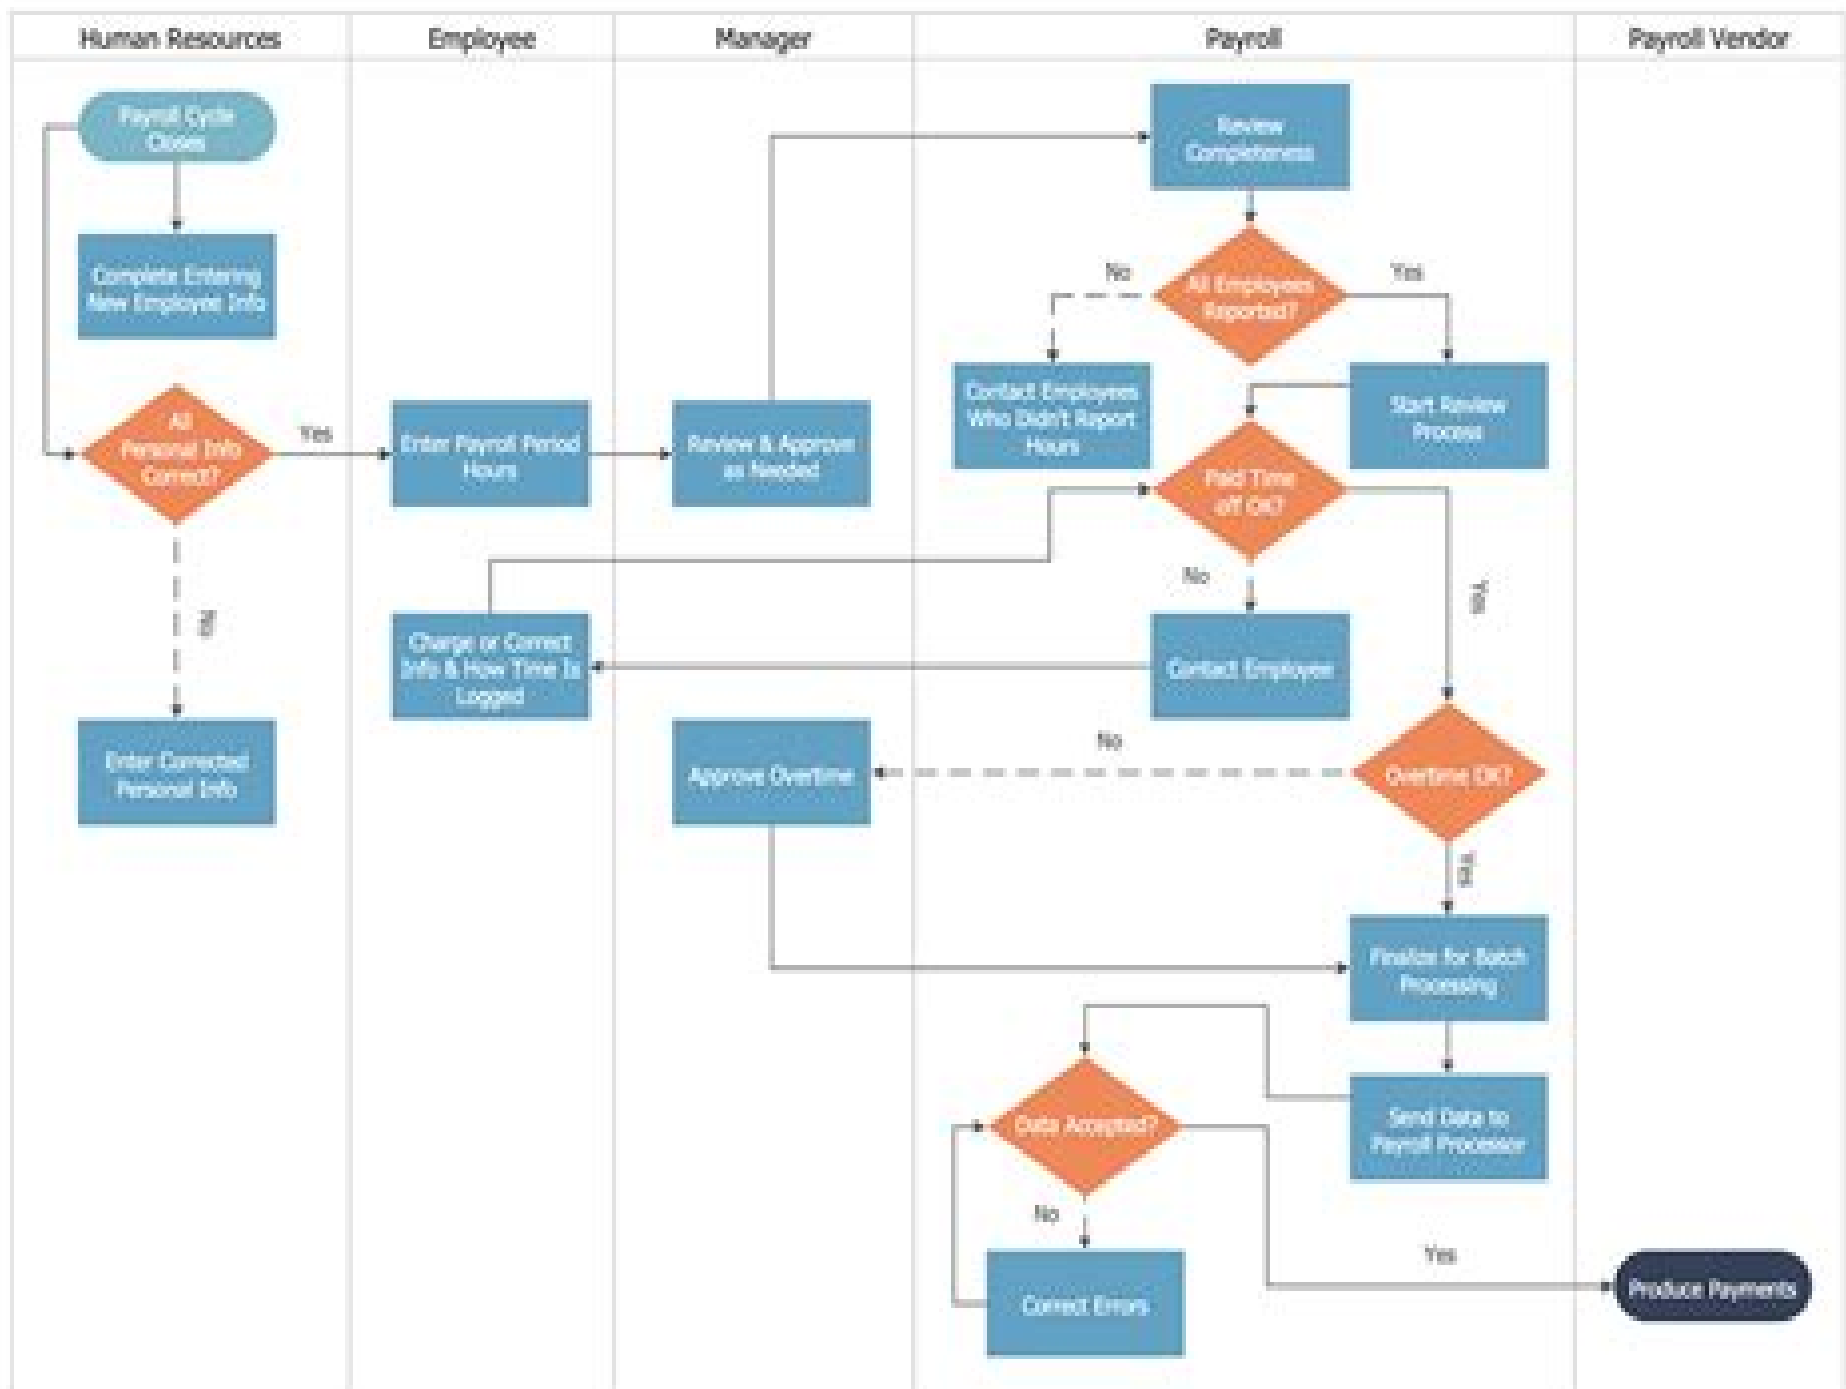 Human Resources
Employee
Manager
Payroll
Payroll Vendor
Payroll Cycle
Closes
Complete Entering
New Employee Info
All
Personal Info
Correct?
Yes
No
Enter Corrected
Personal Info
Enter Payroll Period
Hours
Charge or Correct
Info & How Time Is
Logged
Review & Approve
as Needed
Approve Overtime
Review
Completeness
All Employees
Reported?
No
Yes
Contact Employees
Who Didn't Report
Hours
Start Review
Process
Paid Time
off OK?
No
Yes
Contact Employee
No
Overtime OK?
Yes
Finalize for Batch
Processing
Send Data to
Payroll Processor
Data Accepted?
No
Yes
Correct Errors
Produce Payments